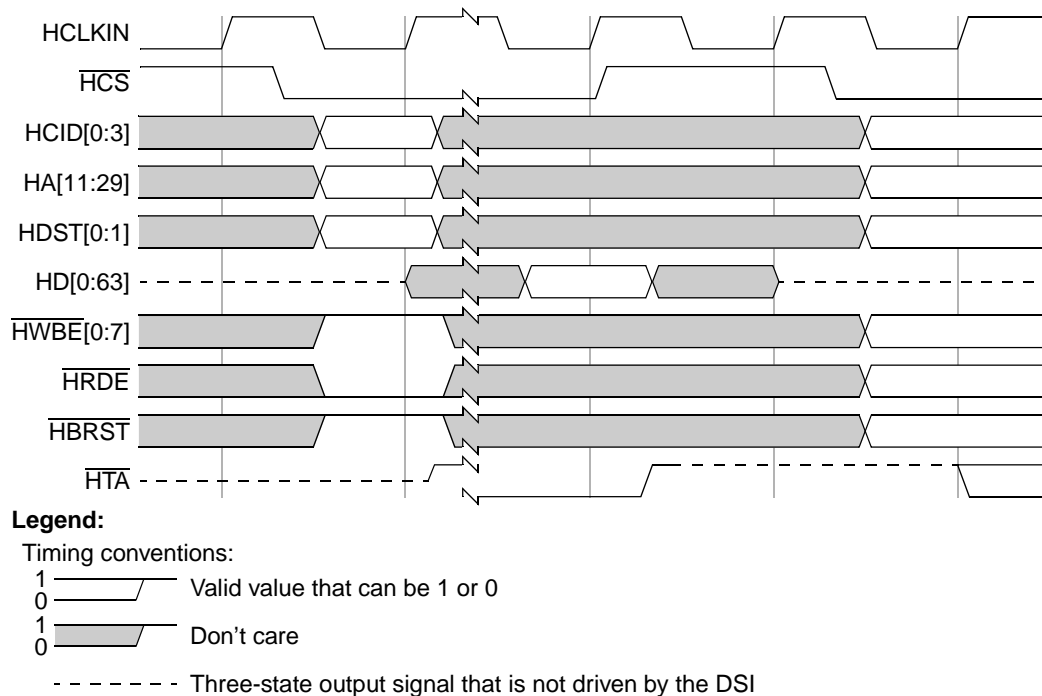 HCLKIN
HCS
HCID[0:3]
HA[11:29]
HDST[0:1]
HD[0:63]
HWBE[0:7]
HRDE
HBRST
HTA
Legend:
Timing conventions:
1
0
Valid value that can be 1 or 0
1
0
Don't care
Three-state output signal that is not driven by the DSI